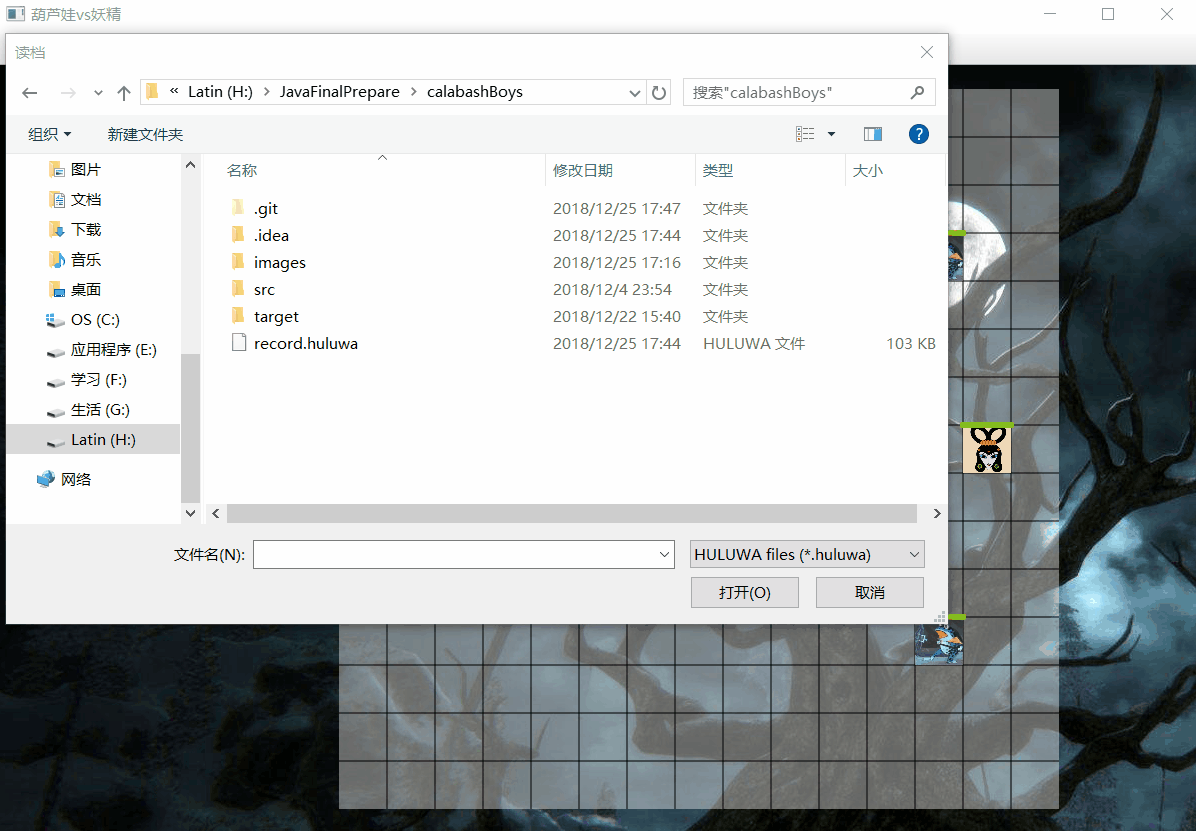 葫芦娃vs妖精
读档
« Latin (H:) > JavaFinalPrepare > calabashBoys
搜索"calabashBoys"
组织 新建文件夹
?
名称 修改日期 类型 大小
图片
文档
下载
音乐
桌面
OS (C:)
应用程序 (E:)
学习 (F:)
生活 (G:)
Latin (H:)
网络
.git 2018/12/25 17:47 文件夹
.idea 2018/12/25 17:44 文件夹
images 2018/12/25 17:16 文件夹
src 2018/12/4 23:54 文件夹
target 2018/12/22 15:40 文件夹
record.huluwa 2018/12/25 17:44 HULUWA 文件 103 KB
文件名(N):
HULUWA files (*.huluwa)
打开(O) 取消